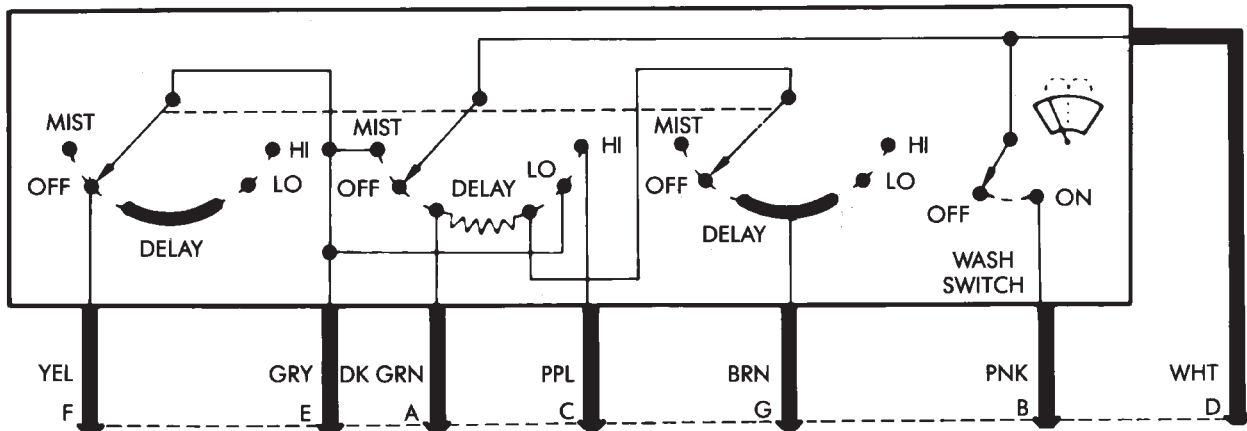 MIST
OFF
DELAY
HI
LO
MIST
OFF
DELAY
LO
HI
MIST
OFF
DELAY
HI
LO
OFF
ON
WASH
SWITCH
YEL
GRY
DK GRN
PPL
BRN
PNK
WHT
F
E
A
C
G
B
D